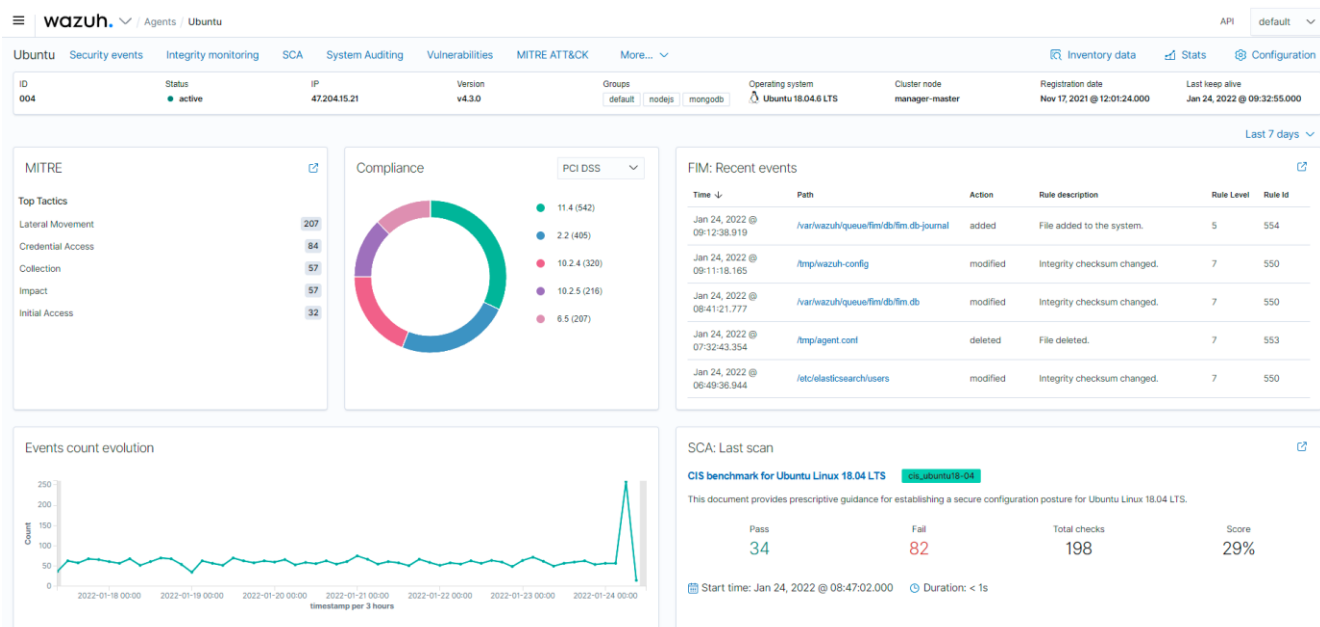 wazuh. / Agents / Ubuntu API default
Ubuntu Security events Integrity monitoring SCA System Auditing Vulnerabilities MITRE ATT&CK More... Inventory data Stats Configuration
ID Status IP Version Groups Operating system Cluster node Registration date Last keep alive
004 active 47.204.15.21 v4.3.0 default nodejs mongodb Ubuntu 18.04.6 LTS manager-master Nov 17, 2021 @ 12:01:24.000 Jan 24, 2022 @ 09:32:55.000
Last 7 days
MITRE
Top Tactics
Lateral Movement 207
Credential Access 84
Collection 57
Impact 57
Initial Access 32
Compliance PCI DSS
11.4 (542)
2.2 (405)
10.2.4 (320)
10.2.5 (216)
6.5 (207)
FIM: Recent events
Time ↓ Path Action Rule description Rule Level Rule Id
Jan 24, 2022 @
09:12:38.919 /var/wazuh/queue/fim/db/fim.db-journal added File added to the system. 5 554
Jan 24, 2022 @
09:11:18.165 /tmp/wazuh-config modified Integrity checksum changed. 7 550
Jan 24, 2022 @
08:41:21.777 /var/wazuh/queue/fim/db/fim.db modified Integrity checksum changed. 7 550
Jan 24, 2022 @
07:32:43.354 /tmp/agent.conf deleted File deleted. 7 553
Jan 24, 2022 @
06:49:36.944 /etc/elasticsearch/users modified Integrity checksum changed. 7 550
Events count evolution
Count
250
200
150
100
50
0
2022-01-18 00:00 2022-01-19 00:00 2022-01-20 00:00 2022-01-21 00:00 2022-01-22 00:00 2022-01-23 00:00 2022-01-24 00:00
timestamp per 3 hours
SCA: Last scan
CIS benchmark for Ubuntu Linux 18.04 LTS cis_ubuntu18-04
This document provides prescriptive guidance for establishing a secure configuration posture for Ubuntu Linux 18.04 LTS.
Pass Fail Total checks Score
34 82 198 29%
Start time: Jan 24, 2022 @ 08:47:02.000 Duration: < 1s